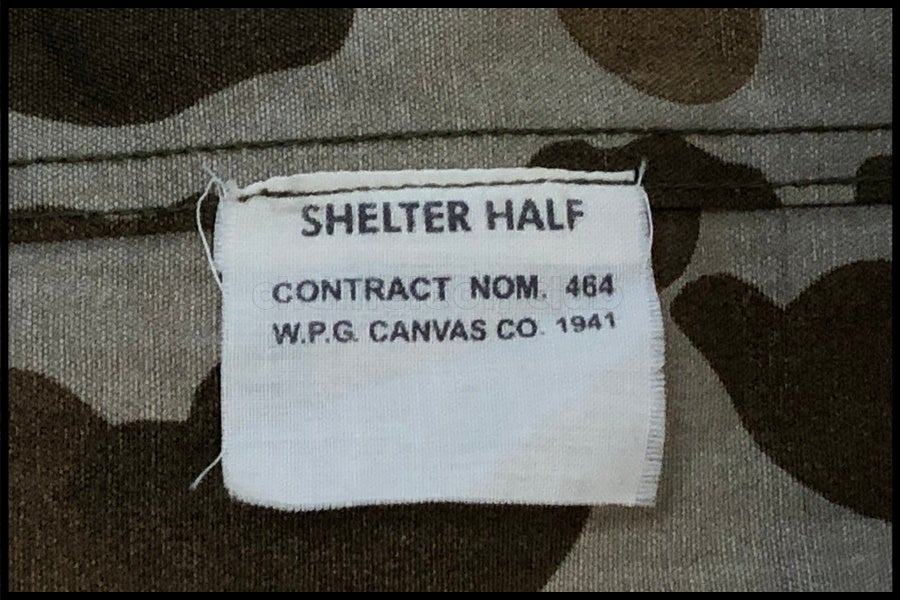 SHELTER HALF
CONTRACT NOM. 464
W.P.G. CANVAS CO. 1941